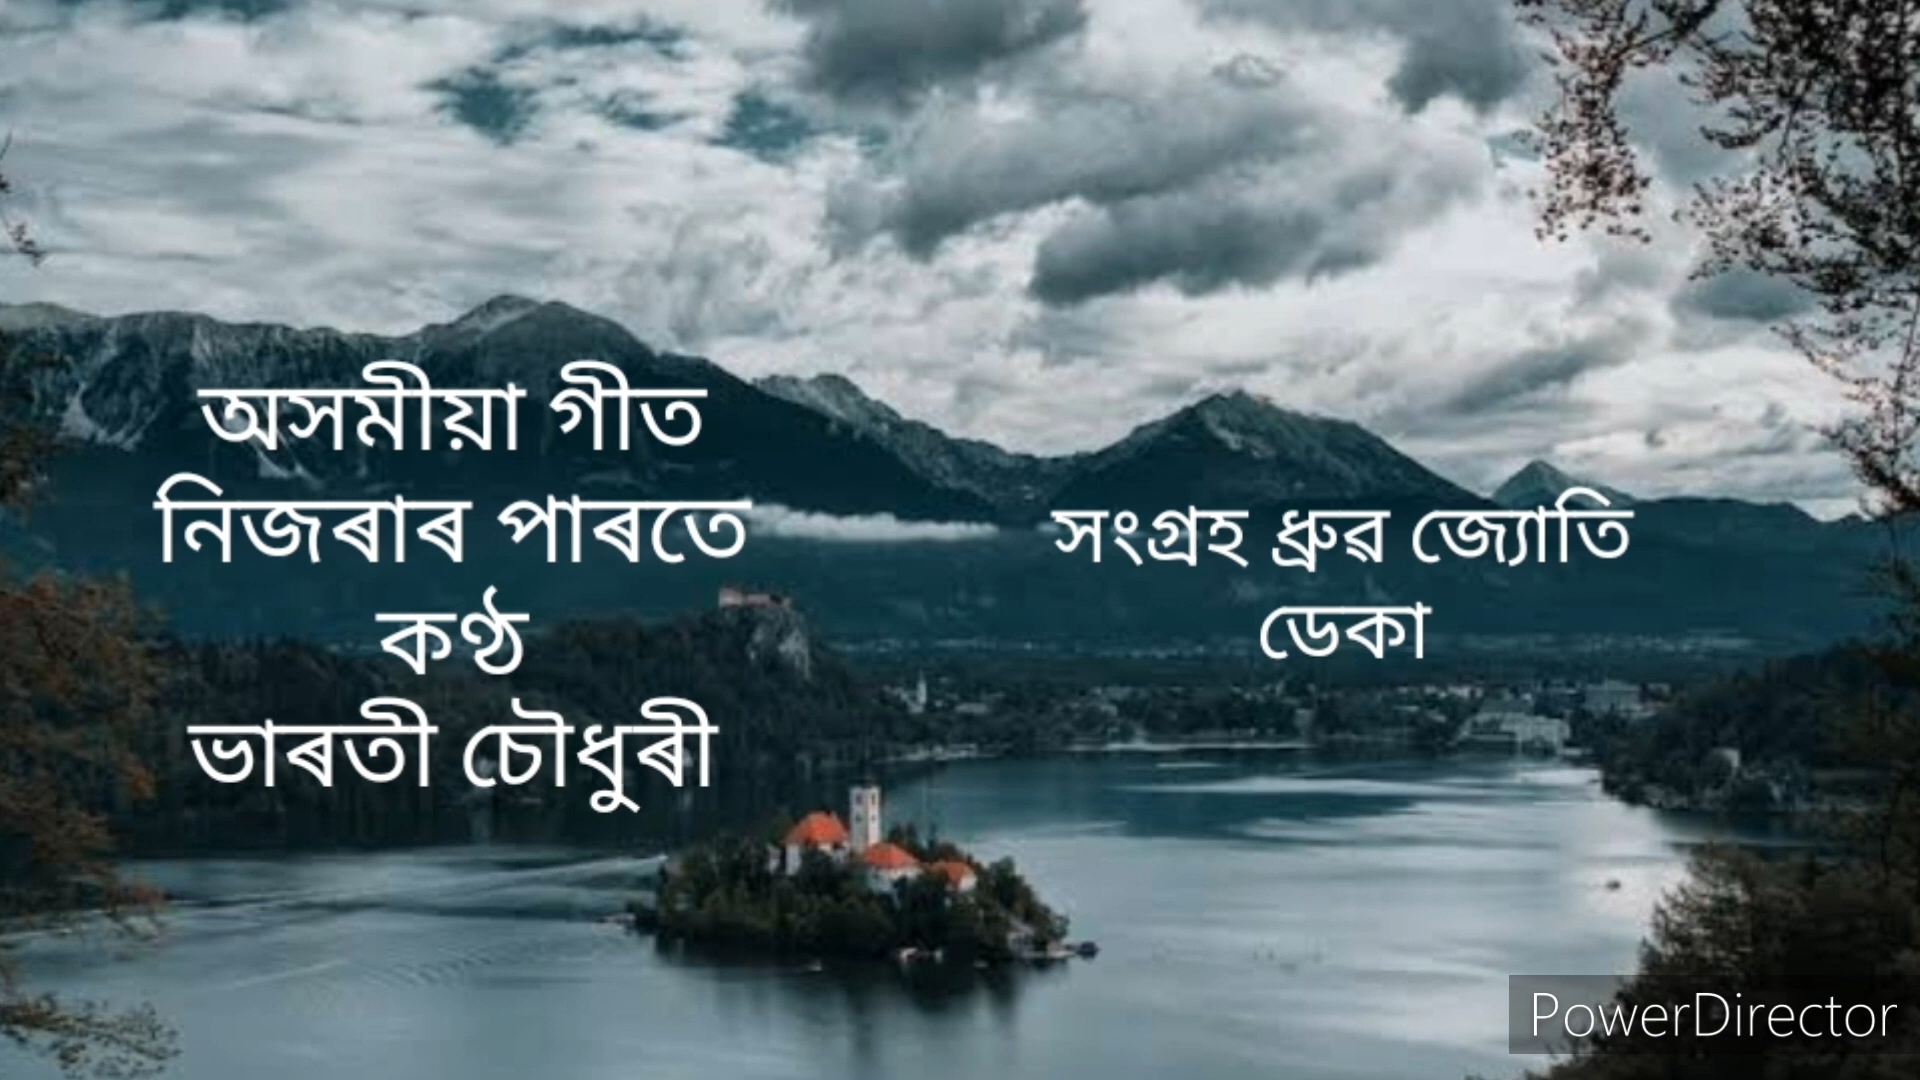 অসমীয়া গীত
নিজৰাৰ পাৰতে
কণ্ঠ
ভাৰতী চৌধুৰী
সংগ্ৰহ ধ্ৰুৱ জ্যোতি
ডেকা
PowerDirector